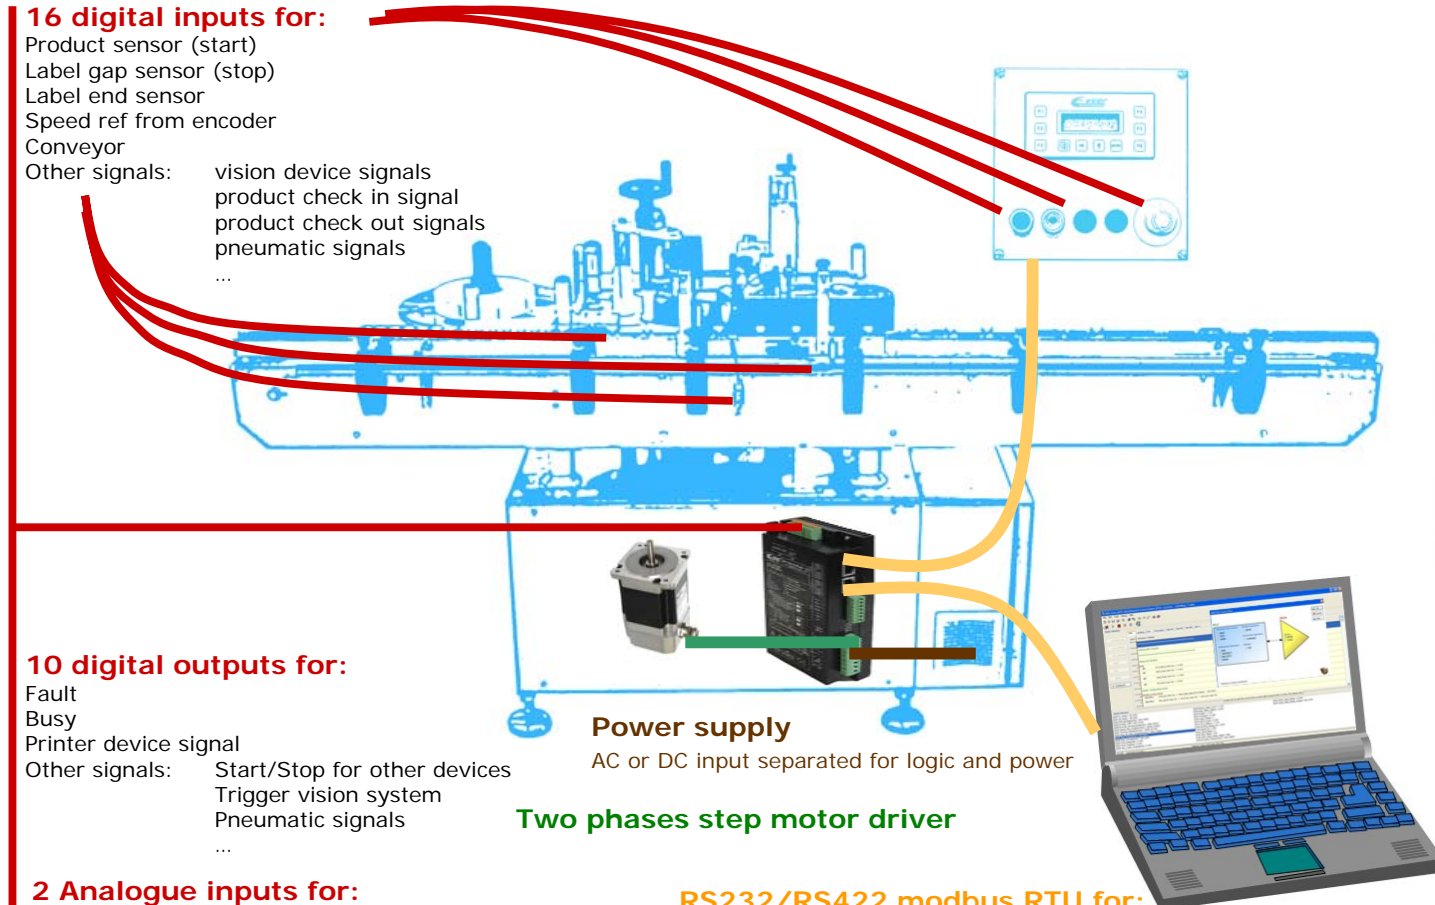 16 digital inputs for:
Product sensor (start)
Label gap sensor (stop)
Label end sensor
Speed ref from encoder
Conveyor
Other signals: vision device signals
product check in signal
product check out signals
pneumatic signals
...
10 digital outputs for:
Fault
Busy
Printer device signal
Other signals: Start/Stop for other devices
Trigger vision system
Pneumatic signals
...
Power supply
AC or DC input separated for logic and power
Two phases step motor driver
2 Analogue inputs for:
RS232/RS422 modbus RTU for: